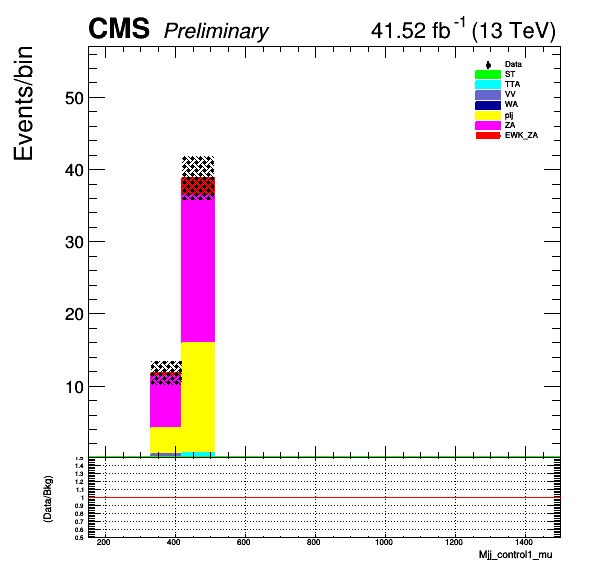 CMS Preliminary 41.52 fb⁻¹ (13 TeV)
Events/bin
50
40
30
20
10
Data
ST
TTA
VV
WA
plj
ZA
EWK_ZA
(Data/Bkg)
1.5
1.4
1.3
1.2
1.1
1
0.9
0.8
0.7
0.6
0.5
200 400 600 800 1000 1200 1400
Mjj_control1_mu